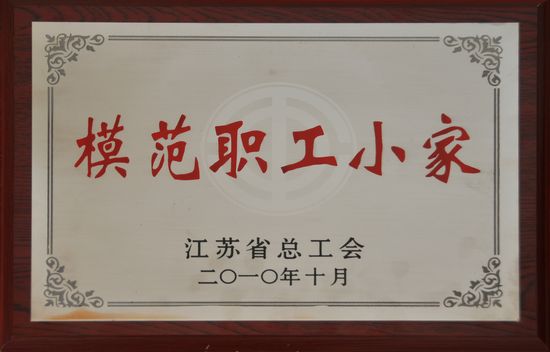 模范职工小家
江苏省总工会
二〇一〇年十月